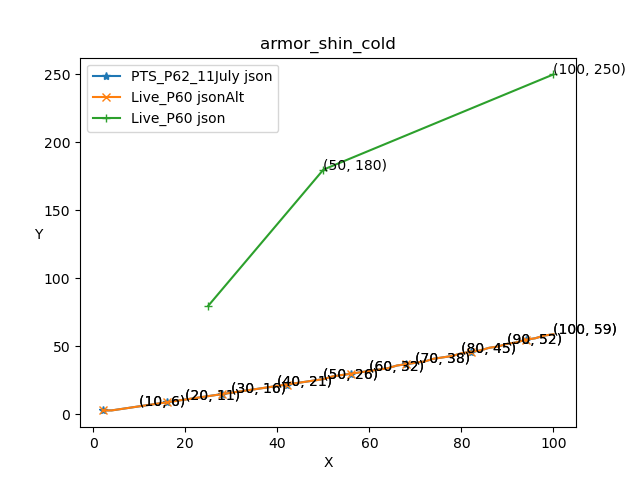 armor_shin_cold
PTS_P62_11July json
Live_P60 jsonAlt
Live_P60 json
(100, 250)
(50, 180)
(100, 59)
(90, 52)
(80, 45)
(70, 38)
(60, 32)
(50, 26)
(40, 21)
(30, 16)
(20, 11)
(10, 6)
250
200
150
100
50
0
Y
0 20 40 60 80 100
X